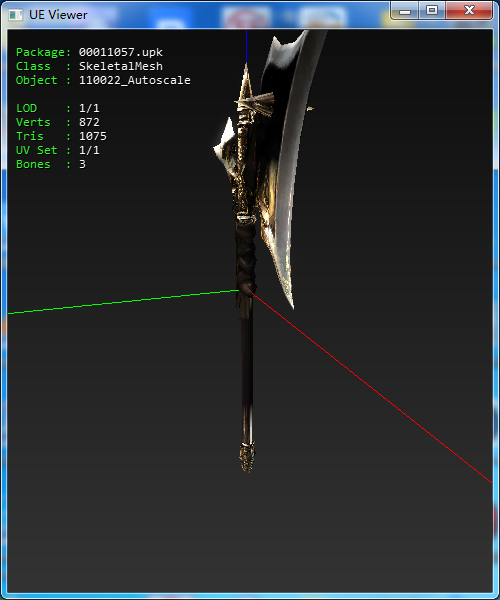 UE Viewer
Package: 00011057.upk
Class : SkeletalMesh
Object : 110022_Autoscale
LOD : 1/1
Verts : 872
Tris : 1075
UV Set : 1/1
Bones : 3